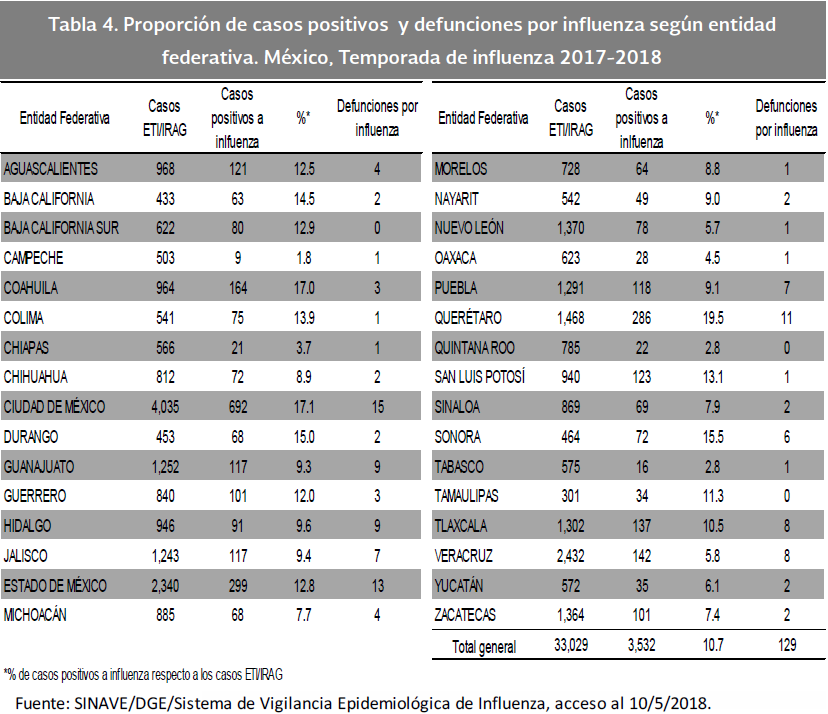 Tabla 4. Proporción de casos positivos y defunciones por influenza según entidad
federativa. México, Temporada de influenza 2017-2018
Entidad Federativa Casos ETI/IRAG Casos positivos a inlfuenza %* Defunciones por influenza
AGUASCALIENTES 968 121 12.5 4
BAJA CALIFORNIA 433 63 14.5 2
BAJA CALIFORNIA SUR 622 80 12.9 0
CAMPECHE 503 9 1.8 1
COAHUILA 964 164 17.0 3
COLIMA 541 75 13.9 1
CHIAPAS 566 21 3.7 1
CHIHUAHUA 812 72 8.9 2
CIUDAD DE MÉXICO 4,035 692 17.1 15
DURANGO 453 68 15.0 2
GUANAJUATO 1,252 117 9.3 9
GUERRERO 840 101 12.0 3
HIDALGO 946 91 9.6 9
JALISCO 1,243 117 9.4 7
ESTADO DE MÉXICO 2,340 299 12.8 13
MICHOACÁN 885 68 7.7 4
Entidad Federativa Casos ETI/IRAG Casos positivos a inlfuenza %* Defunciones por influenza
MORELOS 728 64 8.8 1
NAYARIT 542 49 9.0 2
NUEVO LEÓN 1,370 78 5.7 1
OAXACA 623 28 4.5 1
PUEBLA 1,291 118 9.1 7
QUERÉTARO 1,468 286 19.5 11
QUINTANA ROO 785 22 2.8 0
SAN LUIS POTOSÍ 940 123 13.1 1
SINALOA 869 69 7.9 2
SONORA 464 72 15.5 6
TABASCO 575 16 2.8 1
TAMAULIPAS 301 34 11.3 0
TLAXCALA 1,302 137 10.5 8
VERACRUZ 2,432 142 5.8 8
YUCATÁN 572 35 6.1 2
ZACATECAS 1,364 101 7.4 2
Total general 33,029 3,532 10.7 129
*% de casos positivos a influenza respecto a los casos ETI/IRAG
Fuente: SINAVE/DGE/Sistema de Vigilancia Epidemiológica de Influenza, acceso al 10/5/2018.